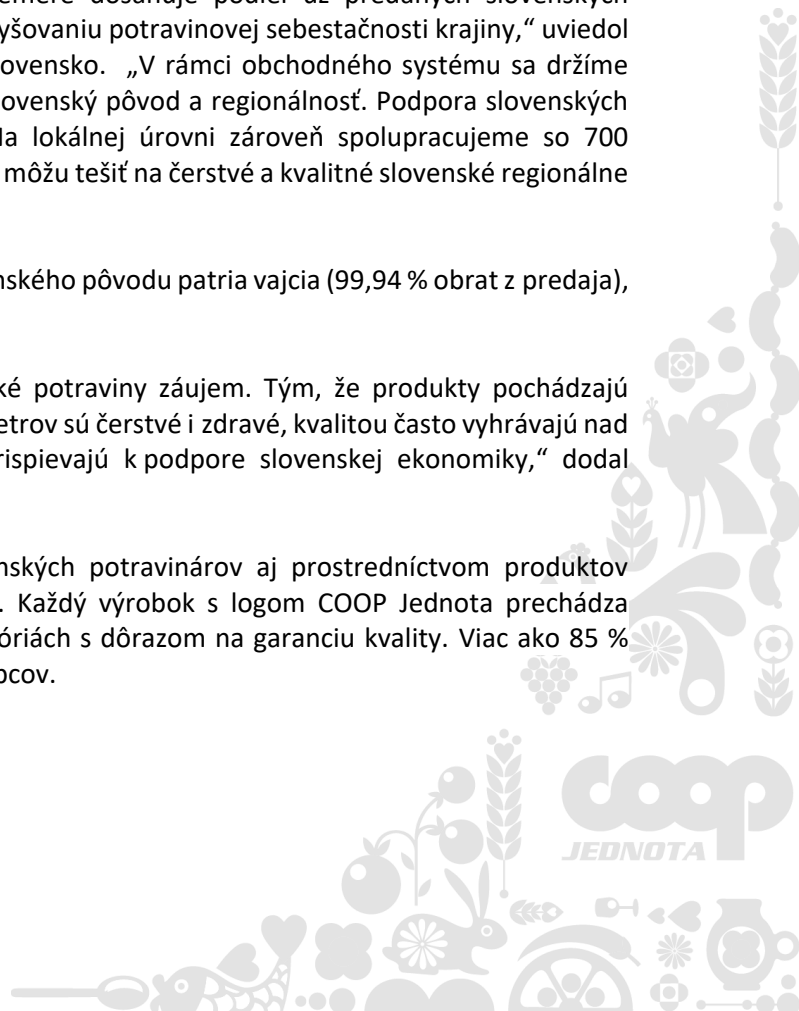 dosahuje podiel už predaných slovenských
yšovaniu potravinovej sebestačnosti krajiny,“ uviedol
ovensko. „V rámci obchodného systému sa držíme
ovenský pôvod a regionálnosť. Podpora slovenských
lokálnej úrovni zároveň spolupracujeme so 700
môžu tešiť na čerstvé a kvalitné slovenské regionálne
nského pôvodu patria vajcia (99,94 % obrat z predaja),
ké potraviny záujem. Tým, že produkty pochádzajú
etrov sú čerstvé i zdravé, kvalitou často vyhrávajú nad
rispievajú k podpore slovenskej ekonomiky,“ dodal
nských potravinárov aj prostredníctvom produktov
. Každý výrobok s logom COOP Jednota prechádza
óriách s dôrazom na garanciu kvality. Viac ako 85 %
ocov.
coop
JEDNOTA